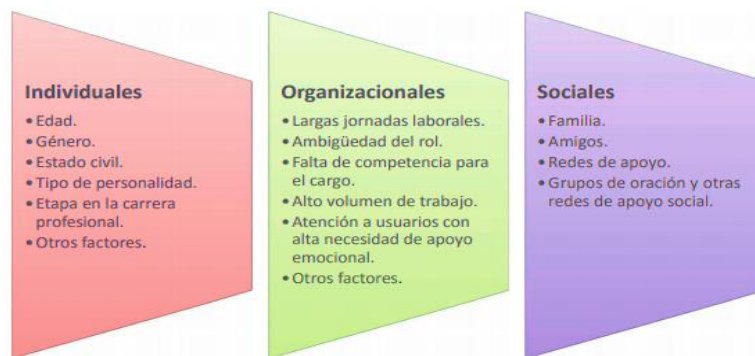 Individuales
• Edad.
• Género.
• Estado civil.
• Tipo de personalidad.
• Etapa en la carrera
profesional.
• Otros factores.
Organizacionales
• Largas jornadas laborales.
• Ambigüedad del rol.
• Falta de competencia para
el cargo.
• Alto volumen de trabajo.
• Atención a usuarios con
alta necesidad de apoyo
emocional.
• Otros factores.
Sociales
• Familia.
• Amigos.
• Redes de apoyo.
• Grupos de oración y otras
redes de apoyo social.